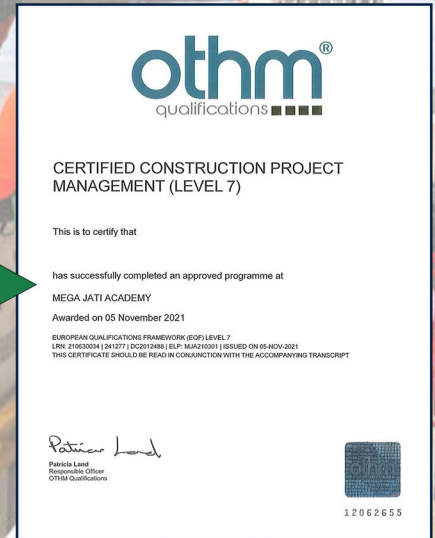 othm®
qualifications
CERTIFIED CONSTRUCTION PROJECT
MANAGEMENT (LEVEL 7)
This is to certify that
has successfully completed an approved programme at
MEGA JATI ACADEMY
Awarded on 05 November 2021
EUROPEAN QUALIFICATIONS FRAMEWORK (EQF) LEVEL 7
LRN: 210630034 | 241277 | DC2012488 | ELP: MJA210301 | ISSUED ON 05-NOV-2021
THIS CERTIFICATE SHOULD BE READ IN CONJUNCTION WITH THE ACCOMPANYING TRANSCRIPT
Patricia Land
Patricia Land
Responsible Officer
OTHM Qualifications
othm
12062655